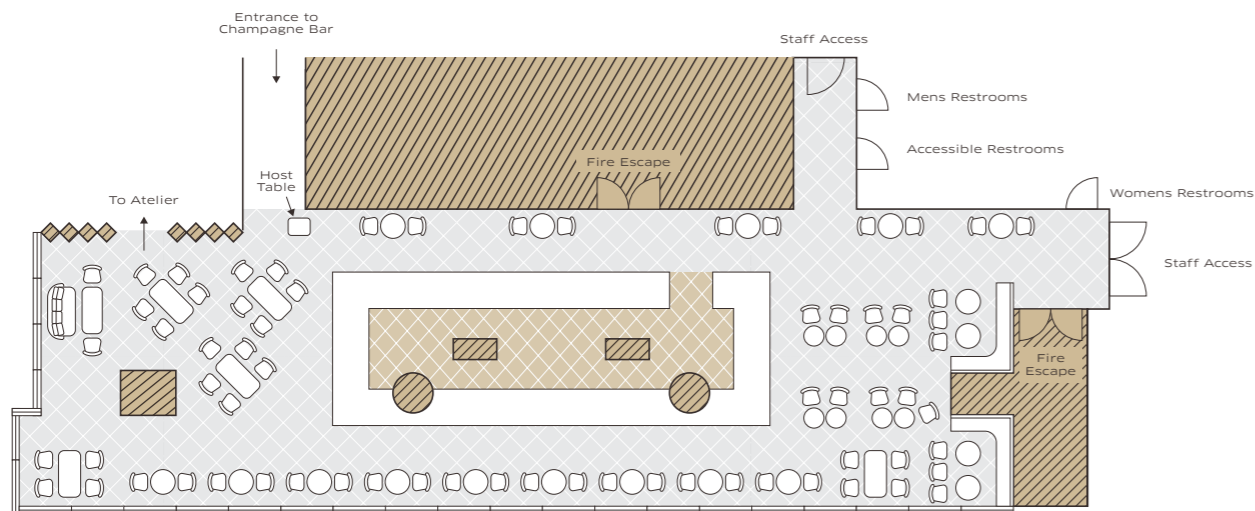 Entrance to
Champagne Bar
Staff Access
Mens Restrooms
Accessible Restrooms
Fire Escape
Host
Table
To Atelier
Womens Restrooms
Staff Access
Fire
Escape